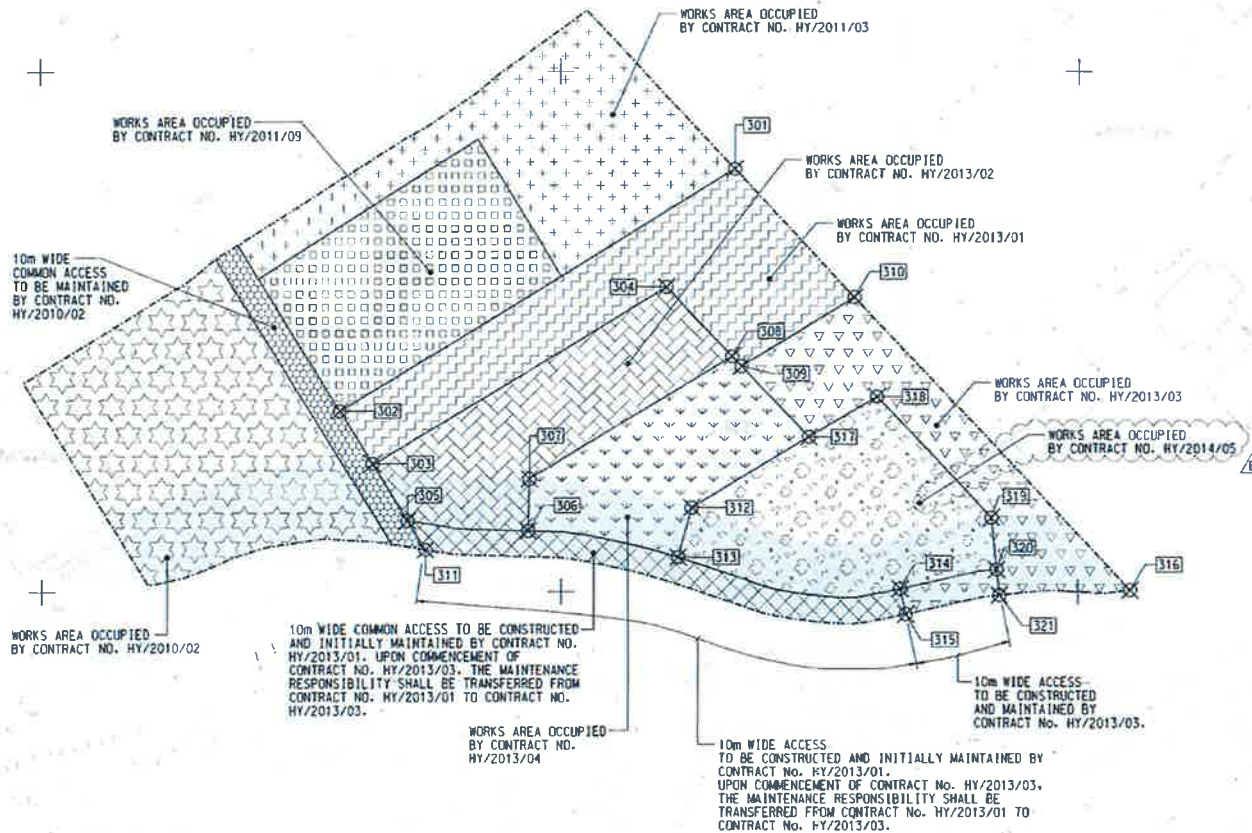 WORKS AREA OCCUPIED
BY CONTRACT NO. HY/2011/03
WORKS AREA OCCUPIED
BY CONTRACT NO. HY/2011/09
301
WORKS AREA OCCUPIED
BY CONTRACT NO. HY/2013/02
WORKS AREA OCCUPIED
BY CONTRACT NO. HY/2013/01
10m WIDE
COMMON ACCESS
TO BE MAINTAINED
BY CONTRACT NO.
HY/2010/02
304
310
308
309
WORKS AREA OCCUPIED
BY CONTRACT NO. HY/2013/03
318
302
317
WORKS AREA OCCUPIED
BY CONTRACT NO. HY/2014/05
307
303
305
312
319
306
313
311
314
320
316
315
321
WORKS AREA OCCUPIED
BY CONTRACT NO. HY/2010/02
10m WIDE COMMON ACCESS TO BE CONSTRUCTED
AND INITIALLY MAINTAINED BY CONTRACT NO.
HY/2013/01. UPON COMMENCEMENT OF
CONTRACT NO. HY/2013/03. THE MAINTENANCE
RESPONSIBILITY SHALL BE TRANSFERRED FROM
CONTRACT NO. HY/2013/01 TO CONTRACT NO.
HY/2013/03.
10m WIDE ACCESS
TO BE CONSTRUCTED
AND MAINTAINED BY
CONTRACT No. HY/2013/03.
WORKS AREA OCCUPIED
BY CONTRACT NO.
HY/2013/04
10m WIDE ACCESS
TO BE CONSTRUCTED AND INITIALLY MAINTAINED BY
CONTRACT No. HY/2013/01.
UPON COMMENCEMENT OF CONTRACT No. HY/2013/03,
THE MAINTENANCE RESPONSIBILITY SHALL BE
TRANSFERRED FROM CONTRACT No. HY/2013/01 TO
CONTRACT No. HY/2013/03.